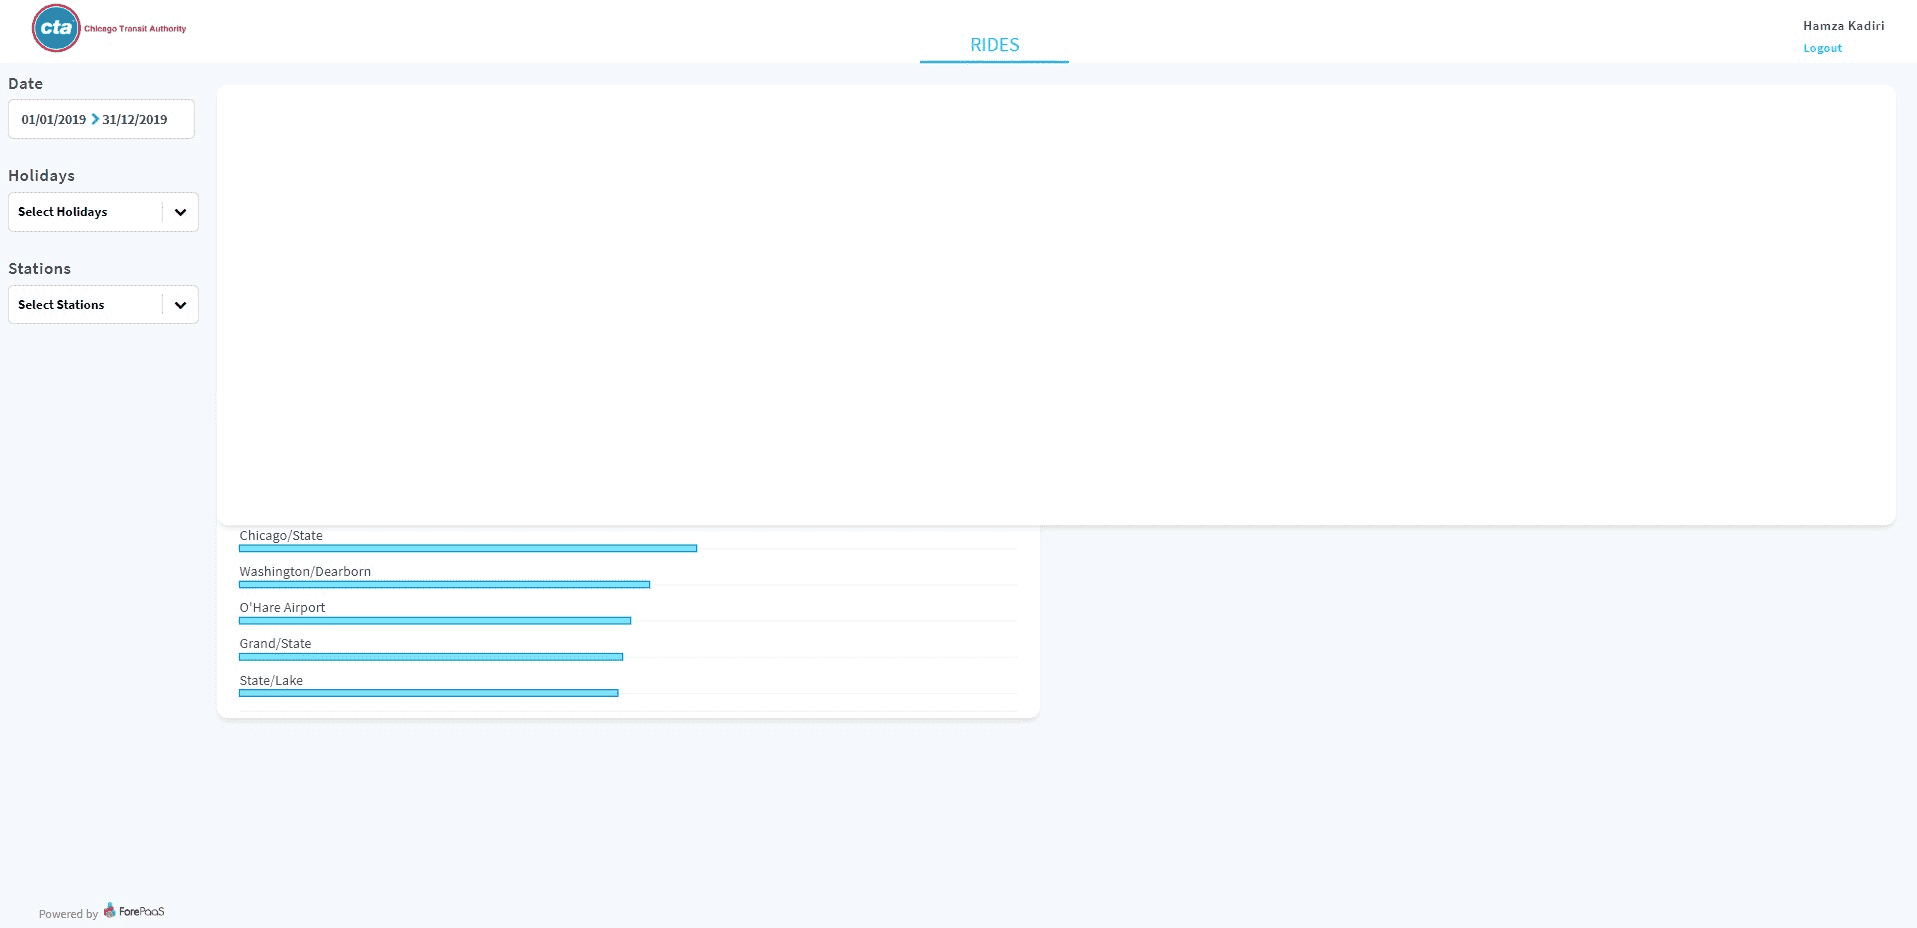 cta Chicago Transit Authority
RIDES
Hamza Kadiri
Logout
Date
01/01/2019 31/12/2019
Holidays
Select Holidays
Stations
Select Stations
Chicago/State
Washington/Dearborn
O'Hare Airport
Grand/State
State/Lake
Powered by ForePaaS